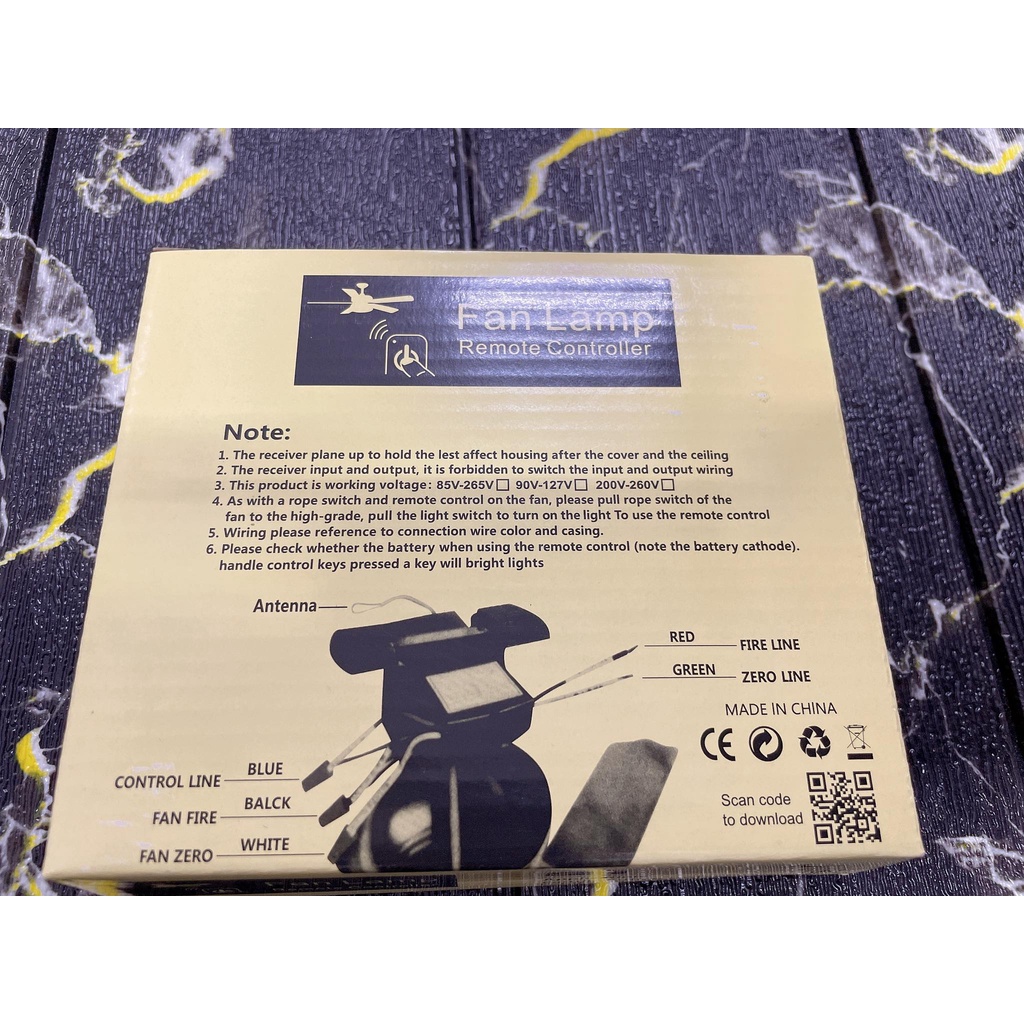 Fan Lamp
Remote Controller
Note:
1. The receiver plane up to hold the lest affect housing after the cover and the ceiling
2. The receiver input and output, it is forbidden to switch the input and output wiring
3. This product is working voltage: 85V-265V□ 90V-127V□ 200V-260V□
4. As with a rope switch and remote control on the fan, please pull rope switch of the
fan to the high-grade, pull the light switch to turn on the light To use the remote control
5. Wiring please reference to connection wire color and casing.
6. Please check whether the battery when using the remote control (note the battery cathode).
handle control keys pressed a key will bright lights
Antenna
RED FIRE LINE
GREEN ZERO LINE
MADE IN CHINA
CE
CONTROL LINE BLUE
FAN FIRE BALCK
FAN ZERO WHITE
Scan code
to download